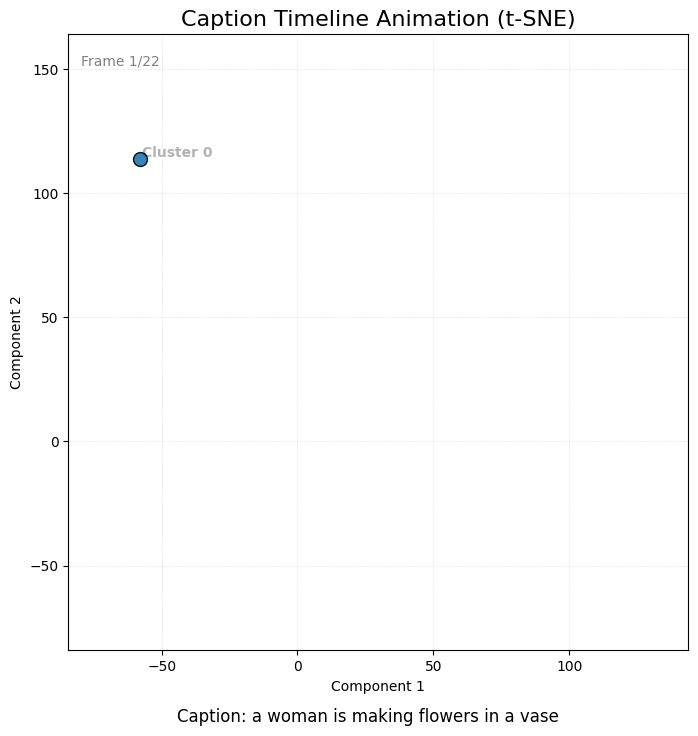 Caption Timeline Animation (t-SNE)
Frame 1/22
Cluster 0
150
100
50
0
−50
Component 2
−50
0
50
100
Component 1
Caption: a woman is making flowers in a vase